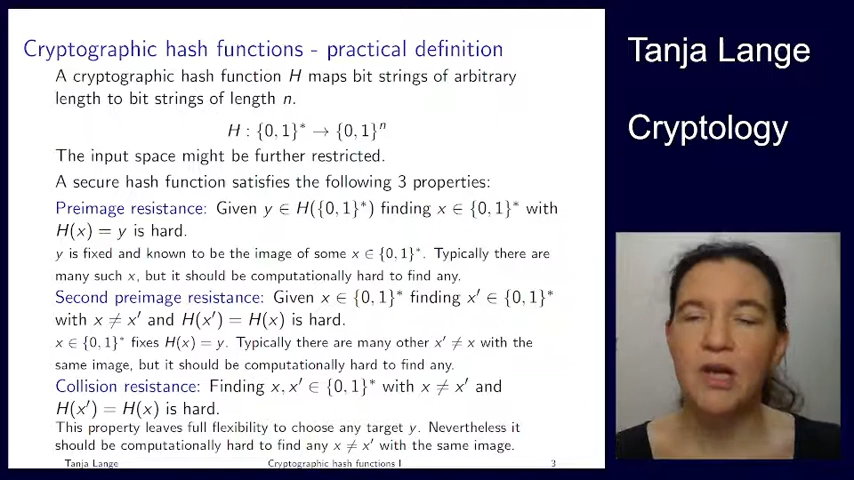 Cryptographic hash functions - practical definition
A cryptographic hash function H maps bit strings of arbitrary
length to bit strings of length n.
H : {0, 1}* → {0, 1}ⁿ
The input space might be further restricted.
A secure hash function satisfies the following 3 properties:
Preimage resistance: Given y ∈ H({0, 1}*) finding x ∈ {0, 1}* with
H(x) = y is hard.
y is fixed and known to be the image of some x ∈ {0, 1}*. Typically there are
many such x, but it should be computationally hard to find any.
Second preimage resistance: Given x ∈ {0, 1}* finding x′ ∈ {0, 1}*
with x ≠ x′ and H(x′) = H(x) is hard.
x ∈ {0, 1}* fixes H(x) = y. Typically there are many other x′ ≠ x with the
same image, but it should be computationally hard to find any.
Collision resistance: Finding x, x′ ∈ {0, 1}* with x ≠ x′ and
H(x′) = H(x) is hard.
This property leaves full flexibility to choose any target y. Nevertheless it
should be computationally hard to find any x ≠ x′ with the same image.
Tanja Lange Cryptographic hash functions I 3
Tanja Lange
Cryptology